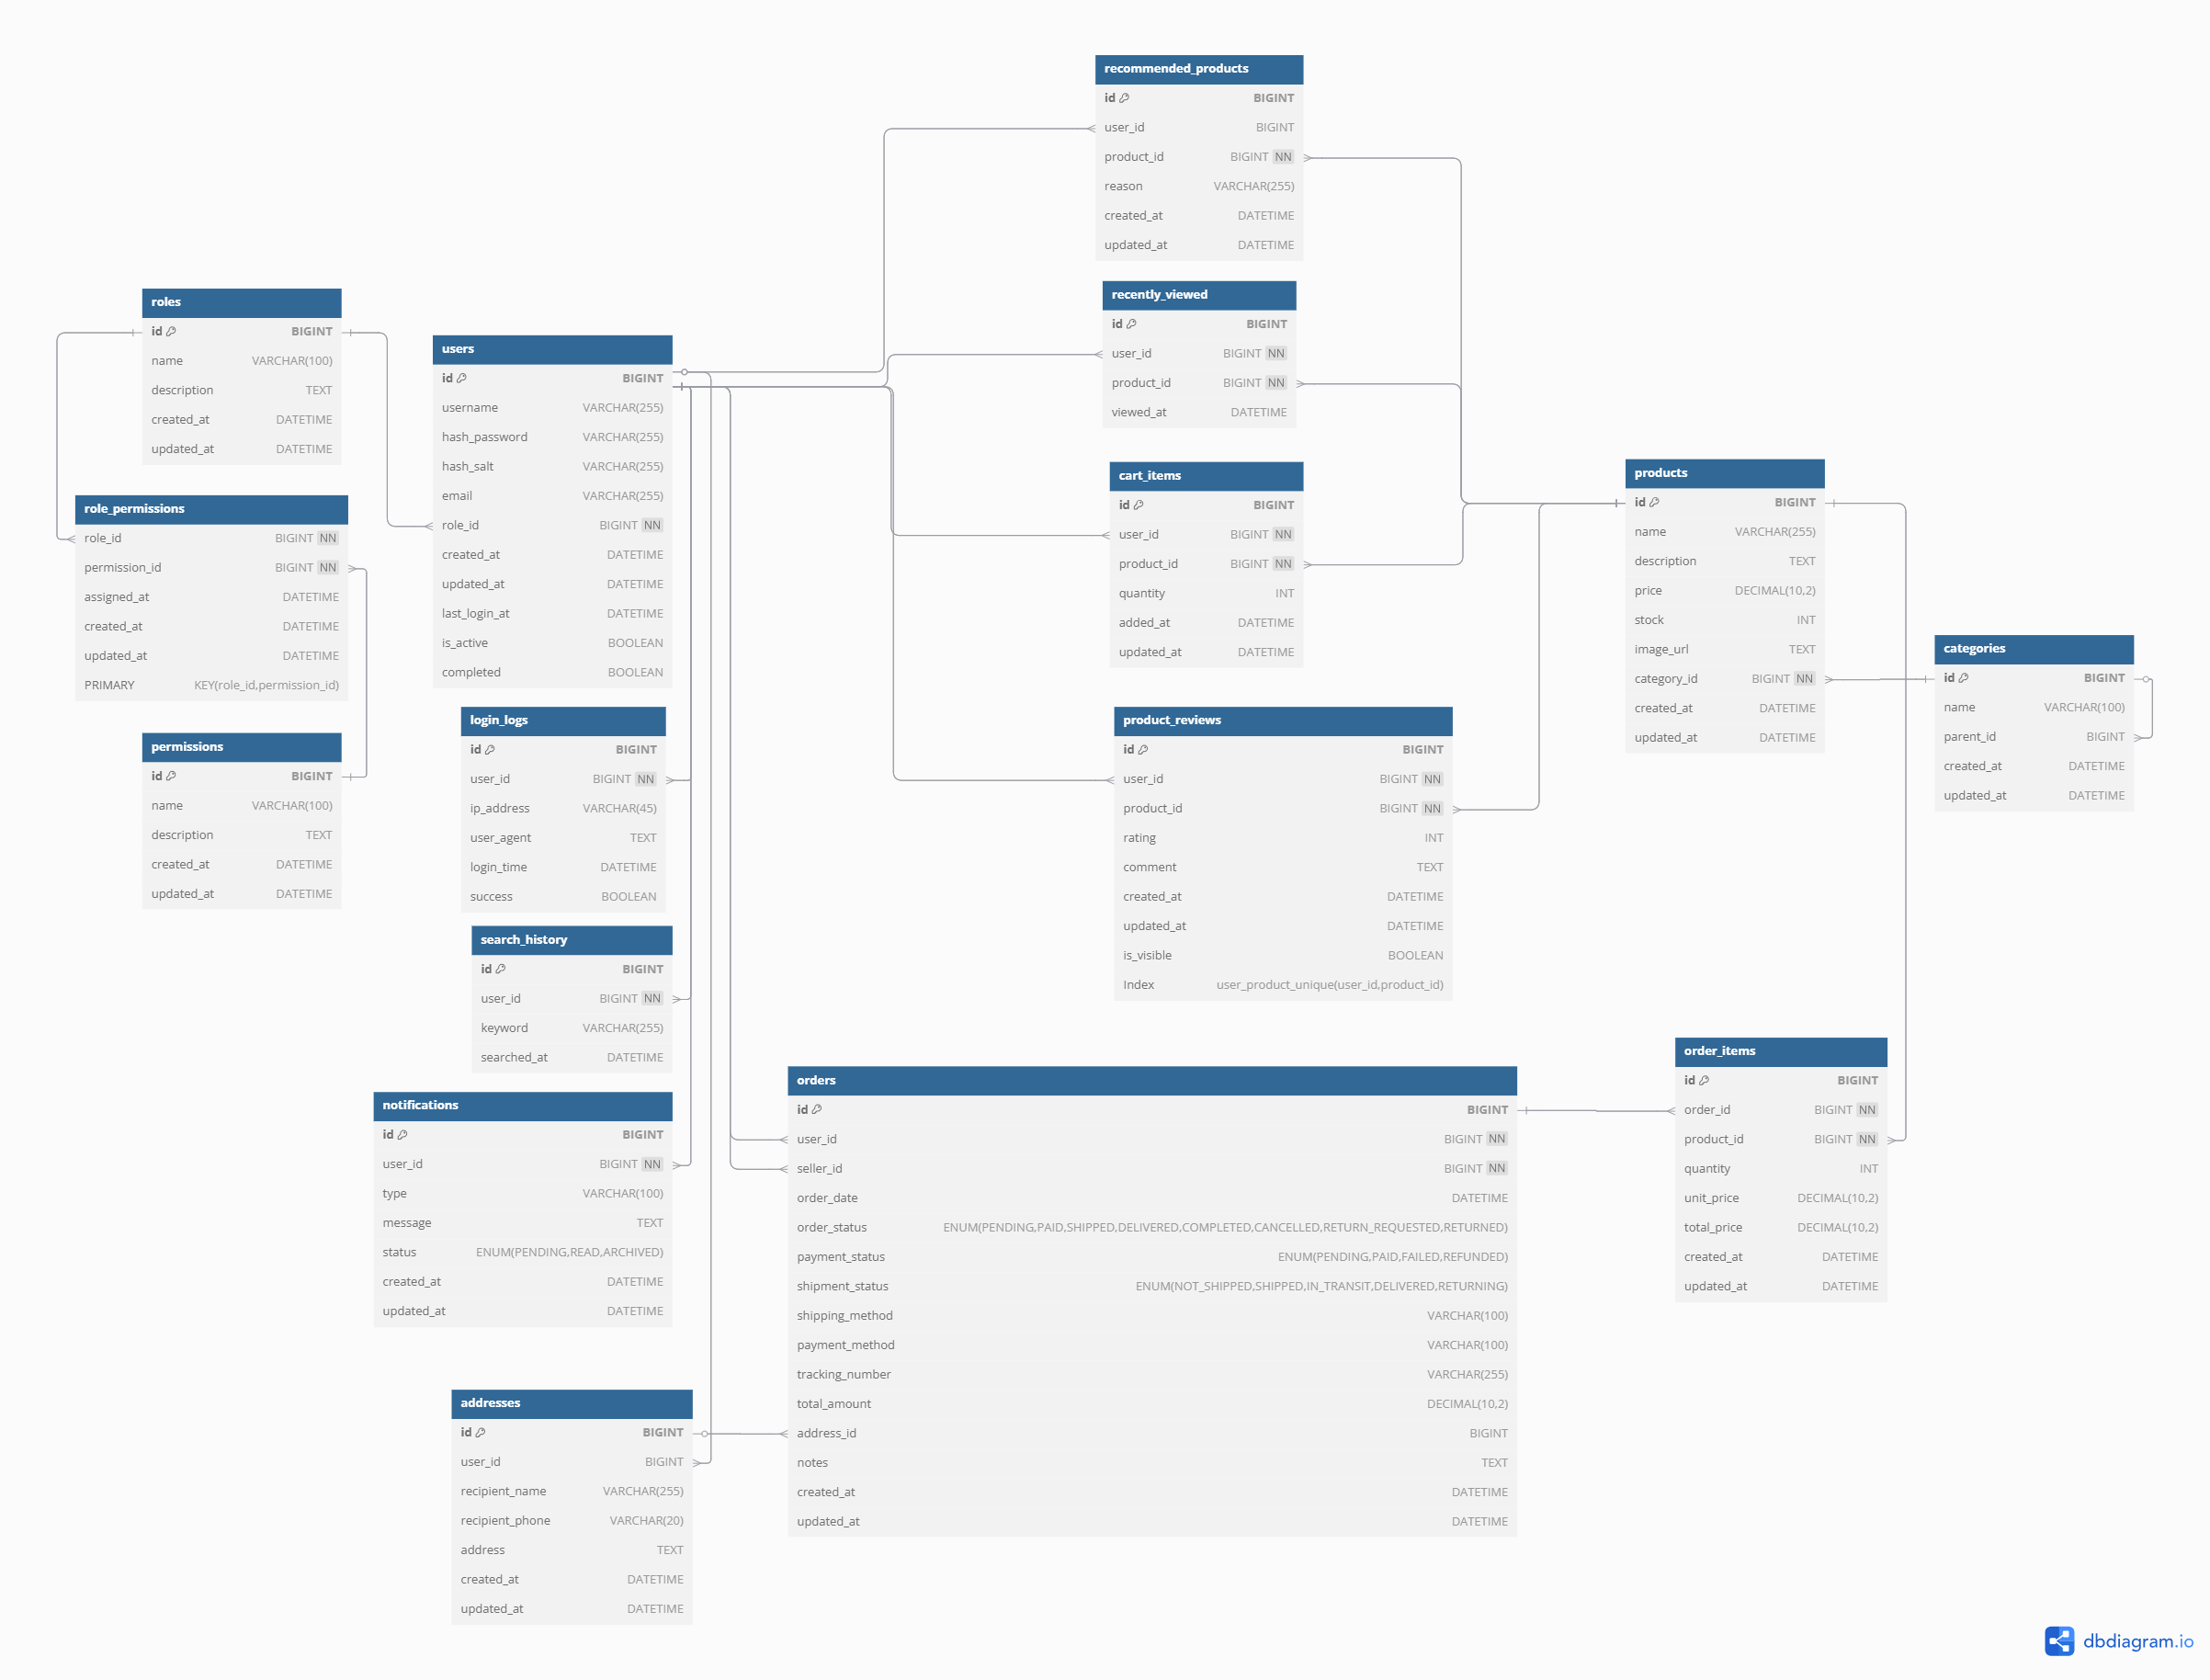 recommended_products
id BIGINT
user_id BIGINT
product_id BIGINT NN
reason VARCHAR(255)
created_at DATETIME
updated_at DATETIME
recently_viewed
id BIGINT
user_id BIGINT NN
product_id BIGINT NN
viewed_at DATETIME
roles
id BIGINT
name VARCHAR(100)
description TEXT
created_at DATETIME
updated_at DATETIME
users
id BIGINT
username VARCHAR(255)
hash_password VARCHAR(255)
hash_salt VARCHAR(255)
email VARCHAR(255)
role_id BIGINT NN
created_at DATETIME
updated_at DATETIME
last_login_at DATETIME
is_active BOOLEAN
completed BOOLEAN
cart_items
id BIGINT
user_id BIGINT NN
product_id BIGINT NN
quantity INT
added_at DATETIME
updated_at DATETIME
products
id BIGINT
name VARCHAR(255)
description TEXT
price DECIMAL(10,2)
stock INT
image_url TEXT
category_id BIGINT NN
created_at DATETIME
updated_at DATETIME
role_permissions
role_id BIGINT NN
permission_id BIGINT NN
assigned_at DATETIME
created_at DATETIME
updated_at DATETIME
PRIMARY KEY(role_id,permission_id)
categories
id BIGINT
name VARCHAR(100)
parent_id BIGINT
created_at DATETIME
updated_at DATETIME
permissions
id BIGINT
name VARCHAR(100)
description TEXT
created_at DATETIME
updated_at DATETIME
login_logs
id BIGINT
user_id BIGINT NN
ip_address VARCHAR(45)
user_agent TEXT
login_time DATETIME
success BOOLEAN
product_reviews
id BIGINT
user_id BIGINT NN
product_id BIGINT NN
rating INT
comment TEXT
created_at DATETIME
updated_at DATETIME
is_visible BOOLEAN
Index user_product_unique(user_id,product_id)
search_history
id BIGINT
user_id BIGINT NN
keyword VARCHAR(255)
searched_at DATETIME
notifications
id BIGINT
user_id BIGINT NN
type VARCHAR(100)
message TEXT
status ENUM(PENDING,READ,ARCHIVED)
created_at DATETIME
updated_at DATETIME
orders
id BIGINT
user_id BIGINT NN
seller_id BIGINT NN
order_date DATETIME
order_status ENUM(PENDING,PAID,SHIPPED,DELIVERED,COMPLETED,CANCELLED,RETURN_REQUESTED,RETURNED)
payment_status ENUM(PENDING,PAID,FAILED,REFUNDED)
shipment_status ENUM(NOT_SHIPPED,SHIPPED,IN_TRANSIT,DELIVERED,RETURNING)
shipping_method VARCHAR(100)
payment_method VARCHAR(100)
tracking_number VARCHAR(255)
total_amount DECIMAL(10,2)
address_id BIGINT
notes TEXT
created_at DATETIME
updated_at DATETIME
order_items
id BIGINT
order_id BIGINT NN
product_id BIGINT NN
quantity INT
unit_price DECIMAL(10,2)
total_price DECIMAL(10,2)
created_at DATETIME
updated_at DATETIME
addresses
id BIGINT
user_id BIGINT
recipient_name VARCHAR(255)
recipient_phone VARCHAR(20)
address TEXT
created_at DATETIME
updated_at DATETIME
dbdiagram.io